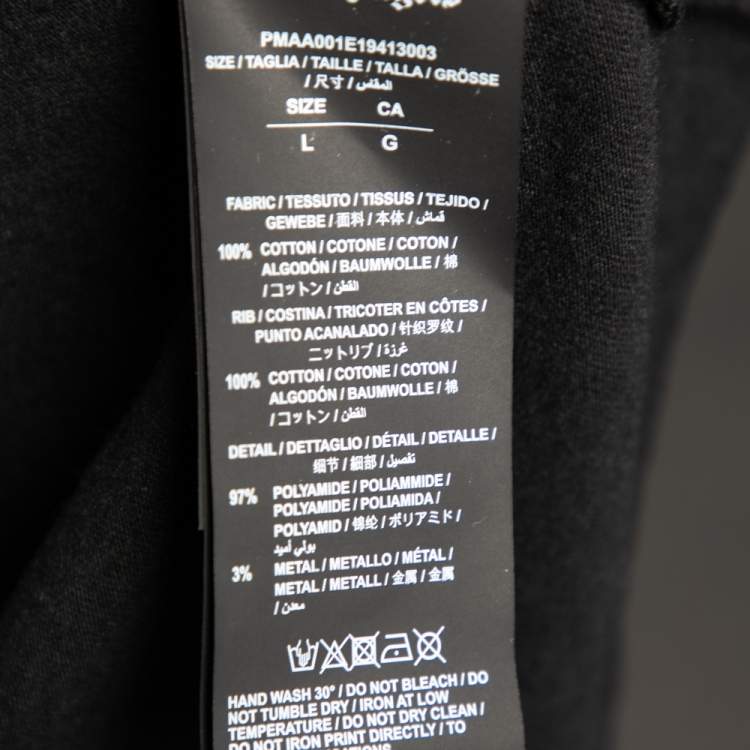 PMAA001E19413003
SIZE / TAGLIA / TAILLE / TALLA / GRÖSSE
/ 尺寸 / المقاس
SIZE CA
L G
FABRIC / TESSUTO / TISSUS / TEJIDO /
GEWEBE / 面料 / 本体 / قماش
100% COTTON / COTONE / COTON /
ALGODÓN / BAUMWOLLE / 棉
/ コットン / القطن
RIB / COSTINA / TRICOTER EN CÔTES /
PUNTO ACANALADO / 针织罗纹 /
ニットリブ / غرزة
100% COTTON / COTONE / COTON /
ALGODÓN / BAUMWOLLE / 棉
/ コットン / القطن
DETAIL / DETTAGLIO / DÉTAIL / DETALLE /
细节 / 細部 / تفصيل
97% POLYAMIDE / POLIAMMIDE /
POLYAMIDE / POLIAMIDA /
POLYAMID / 锦纶 / ポリアミド /
بولي أميد
3% METAL / METALLO / MÉTAL /
METAL / METALL / 金属 / 金属
/ معدن
HAND WASH 30° / DO NOT BLEACH / DO
NOT TUMBLE DRY / IRON AT LOW
TEMPERATURE / DO NOT DRY CLEAN / DO
NOT IRON PRINT DIRECTLY / TO